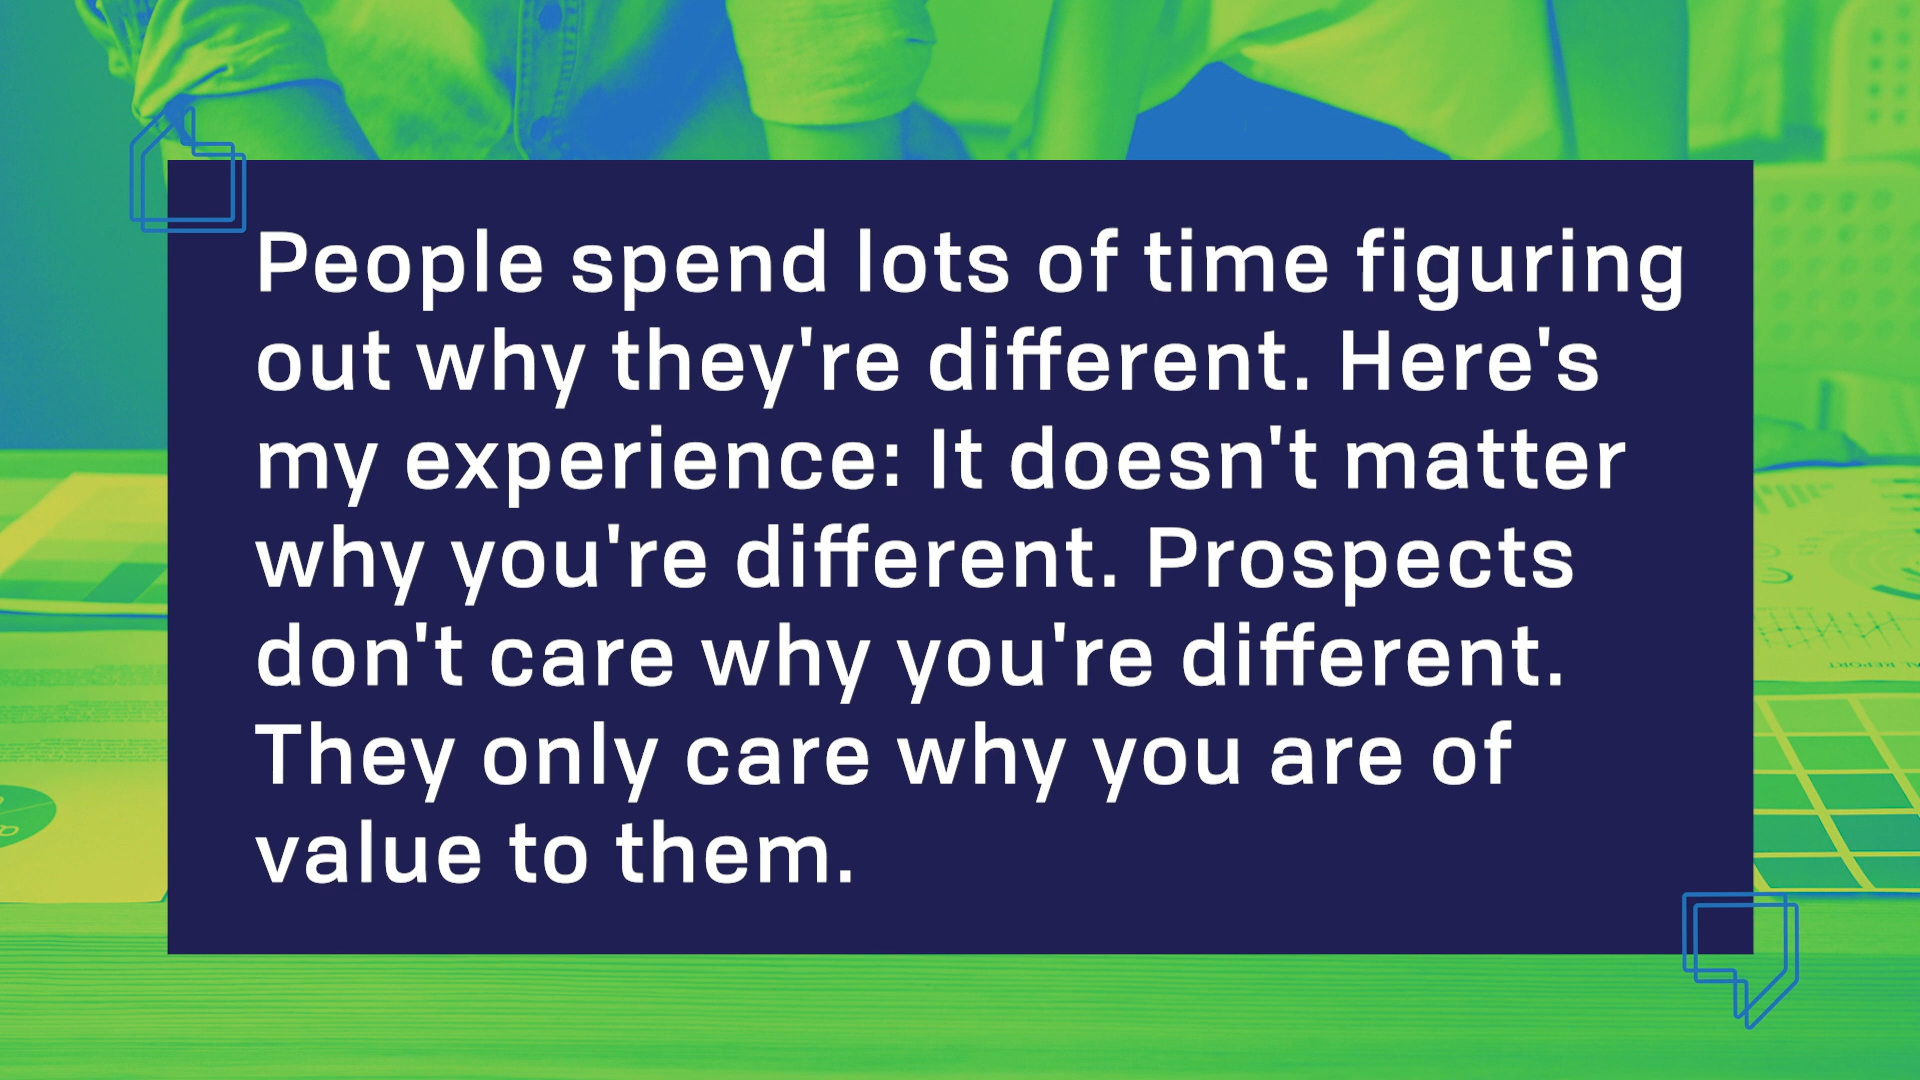 People spend lots of time figuring
out why they're different. Here's
my experience: It doesn't matter
why you're different. Prospects
don't care why you're different.
They only care why you are of
value to them.